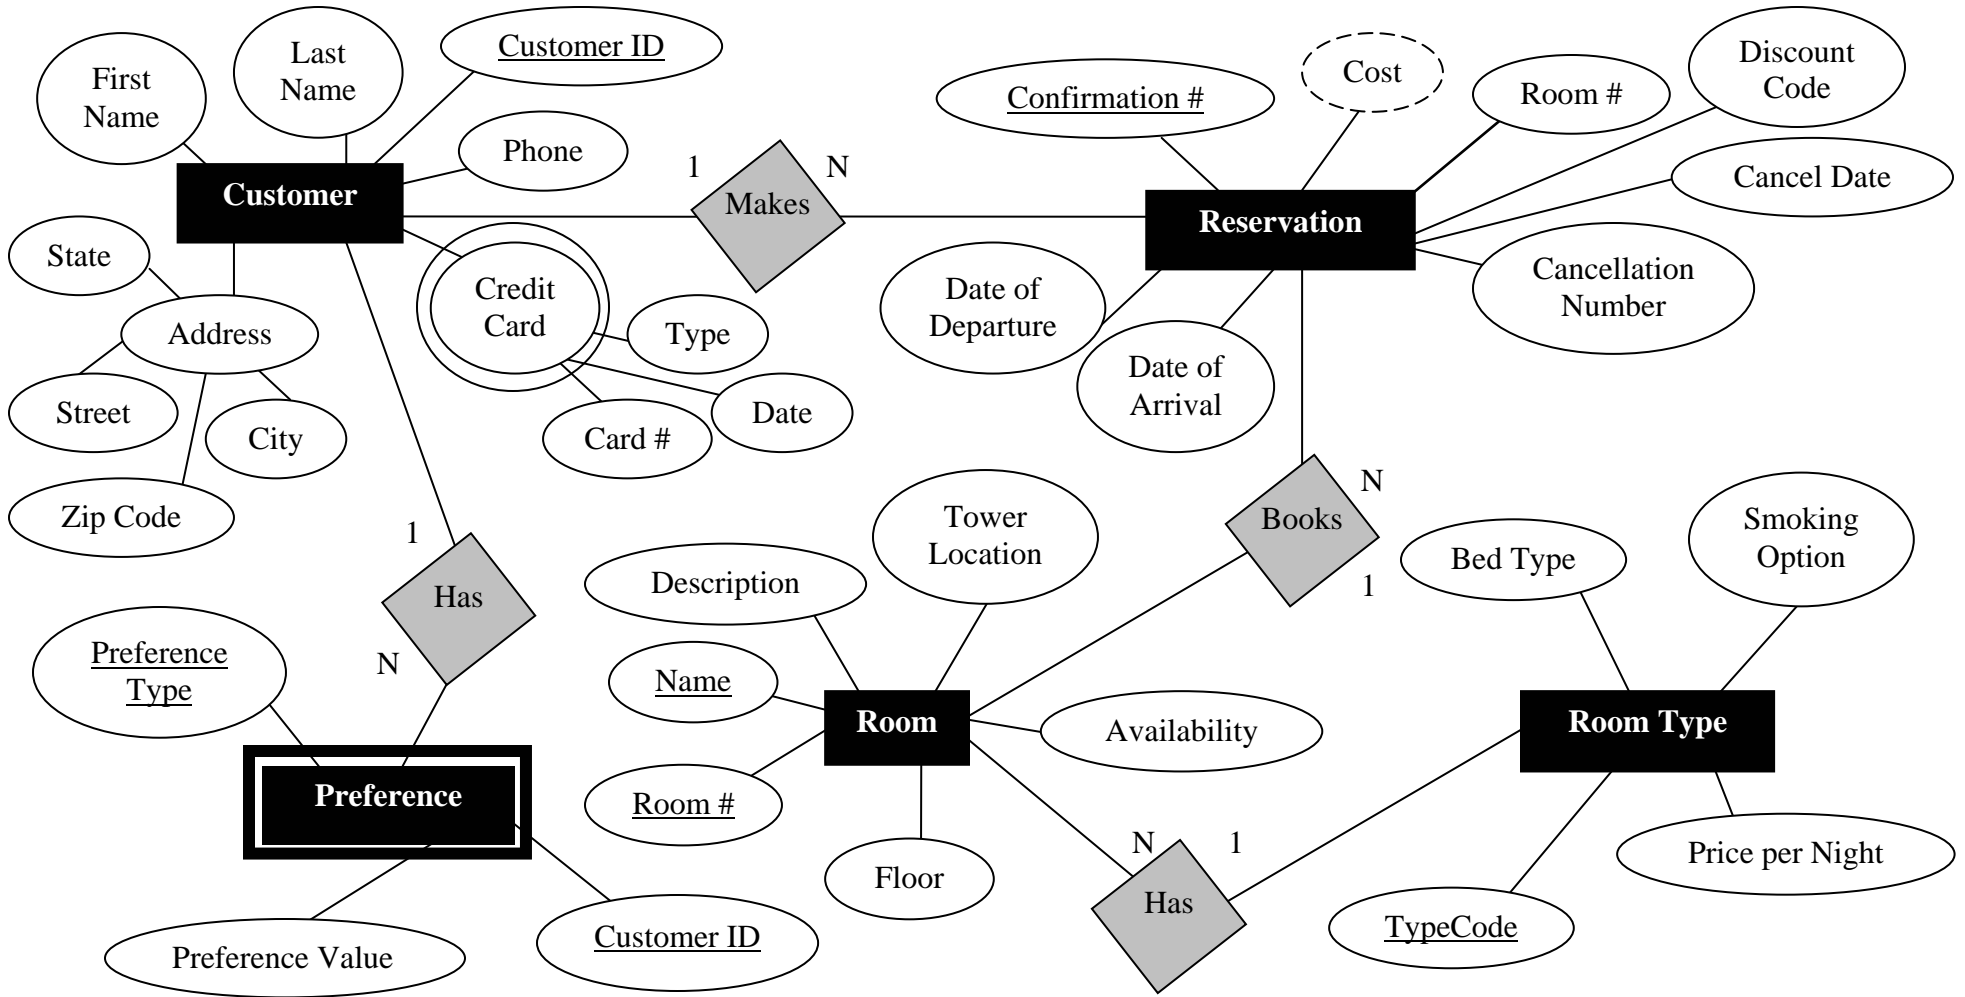 First
Name
Last
Name
Customer ID
Phone
Customer
State
Address
Street
City
Zip Code
Credit
Card
Type
Date
Card #
1
Makes
N
Confirmation #
Cost
Room #
Discount
Code
Cancel Date
Reservation
Cancellation
Number
Date of
Departure
Date of
Arrival
1
Has
N
Preference
Type
Preference
Preference Value
Customer ID
Tower
Location
Description
Name
Room
Availability
Room #
Floor
N
Books
1
Bed Type
Smoking
Option
Room Type
Price per Night
TypeCode
N
1
Has